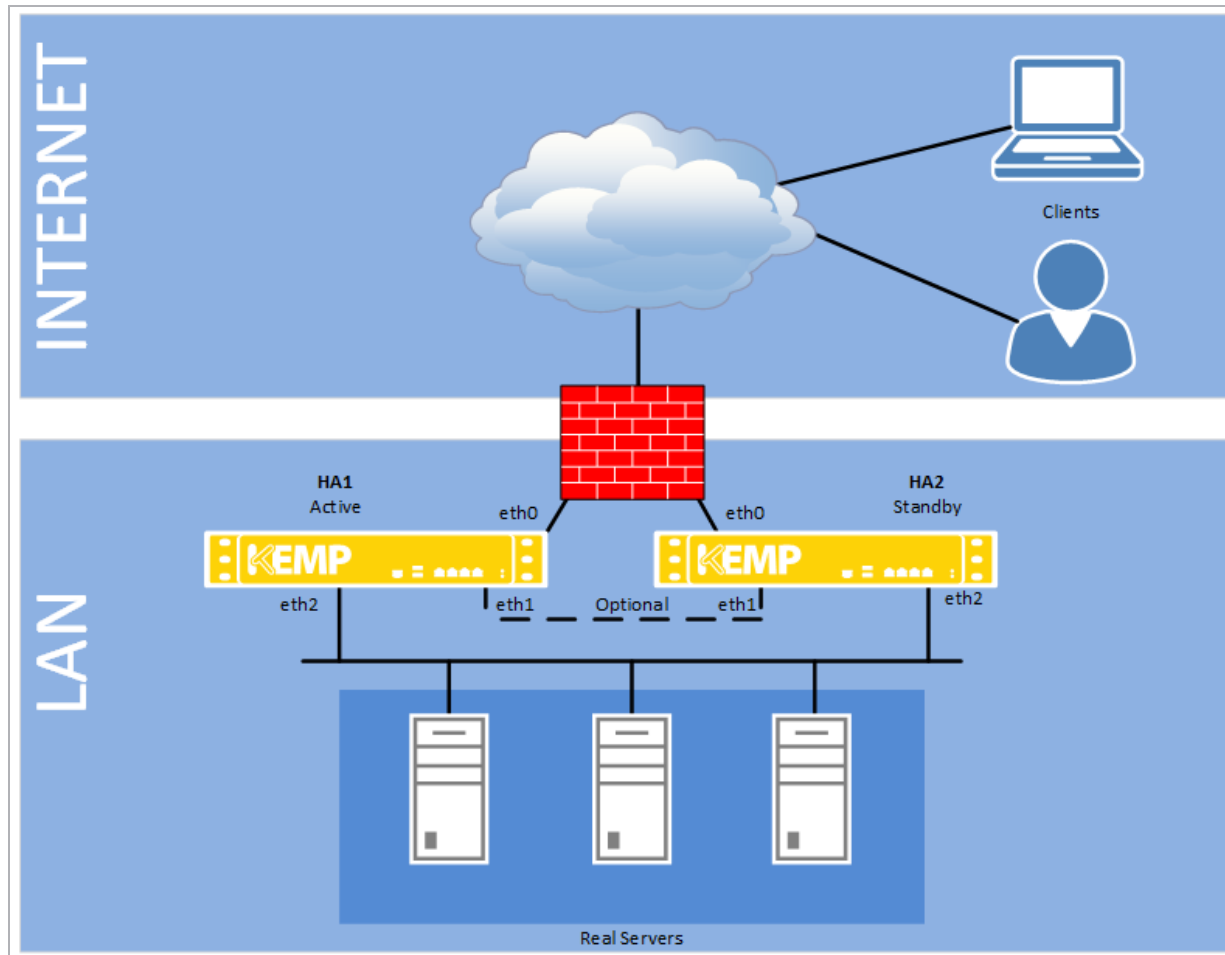 INTERNET
Clients
LAN
HA1
Active
HA2
Standby
eth0
eth0
KEMP
KEMP
eth2
eth1
Optional
eth1
eth2
Real Servers